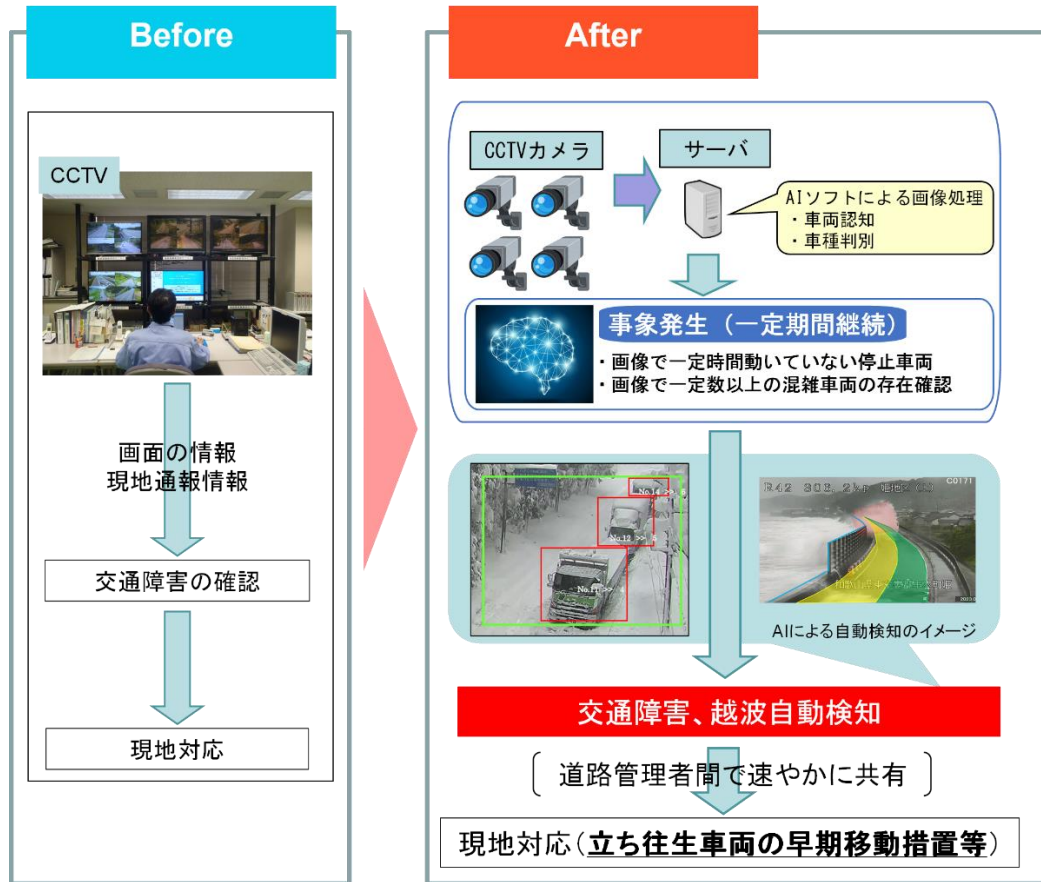 Before
CCTV
画面の情報
現地通報情報
交通障害の確認
現地対応
After
CCTVカメラ
サーバ
AIソフトによる画像処理
・車両認知
・車種判別
事象発生（一定期間継続）
・画像で一定時間動いていない停止車両
・画像で一定数以上の混雑車両の存在確認
No.12 >> 5
C0171
AIによる自動検知のイメージ
交通障害、越波自動検知
〔 道路管理者間で速やかに共有 〕
現地対応（立ち往生車両の早期移動措置等）